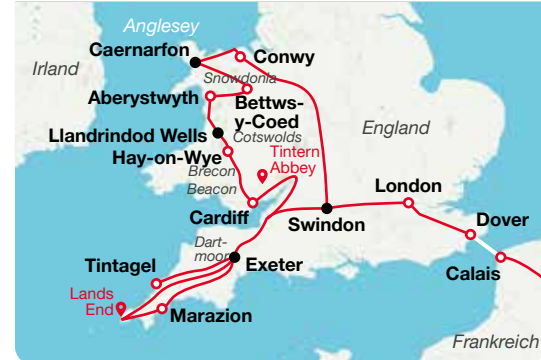 Anglesey
Caernarfon
Conwy
Irland
Snowdonia
Aberystwyth
Bettws-
y-Coed
England
Llandrindod Wells
Cotswolds
Hay-on-Wye
Tintern
Abbey
Brecon
Beacon
London
Cardiff
Swindon
Dover
Dart-
moor
Tintagel
Exeter
Calais
Lands
End
Marazion
Frankreich